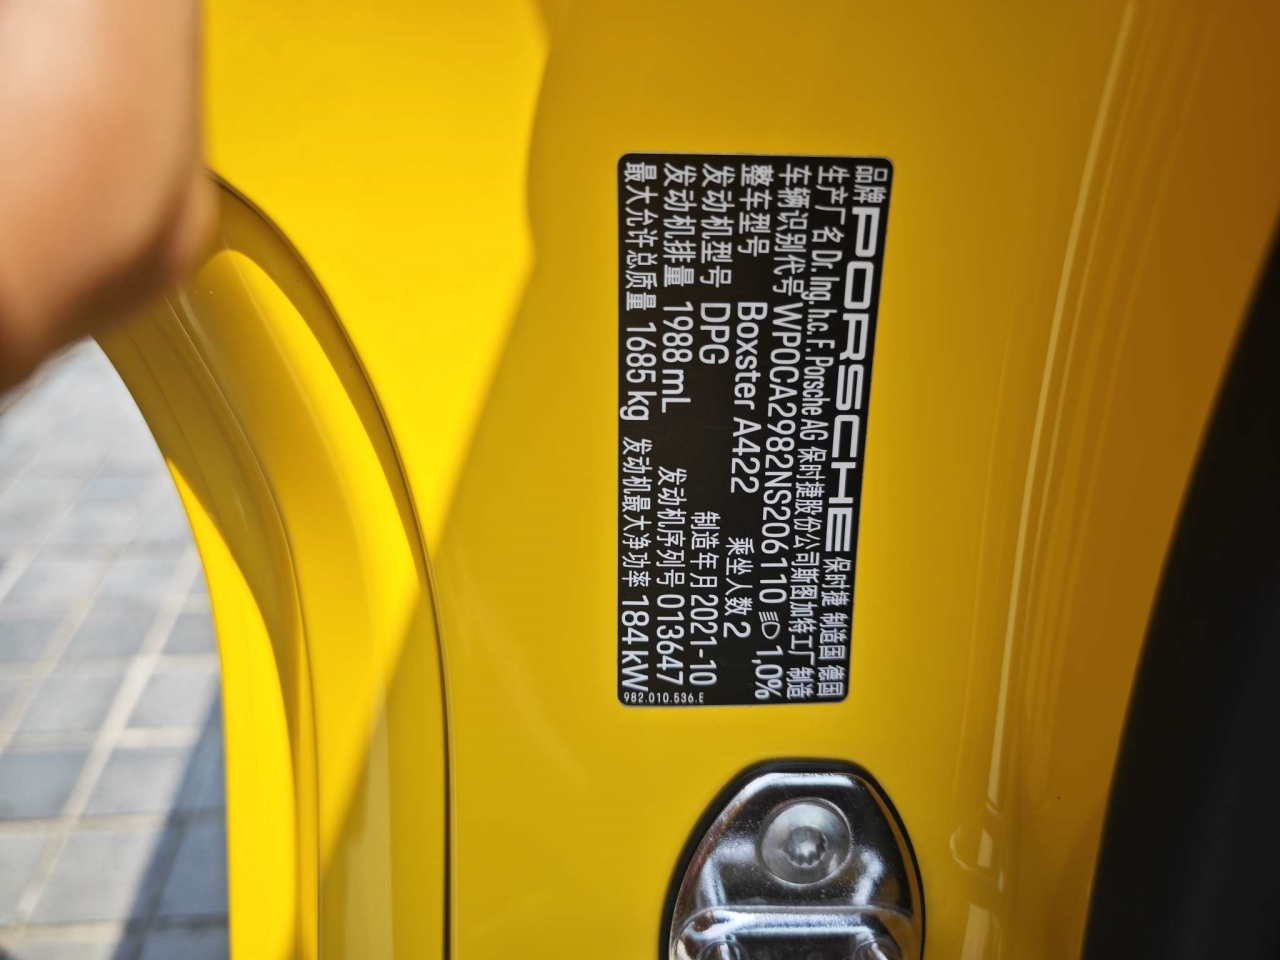 品牌 PORSCHE 保时捷 制造国 德国
生产厂名 Dr. Ing. h.c. F. Porsche AG 保时捷股份公司斯图加特工厂 制造
车辆识别代号 WP0CA2982NS206110 1,0%
整车型号 Boxster A422 乘坐人数 2
发动机型号 DPG 制造年月 2021-10
发动机排量 1988 mL 发动机序列号 013647
最大允许总质量 1685 kg 发动机最大净功率 184 kW
982.010.536.E